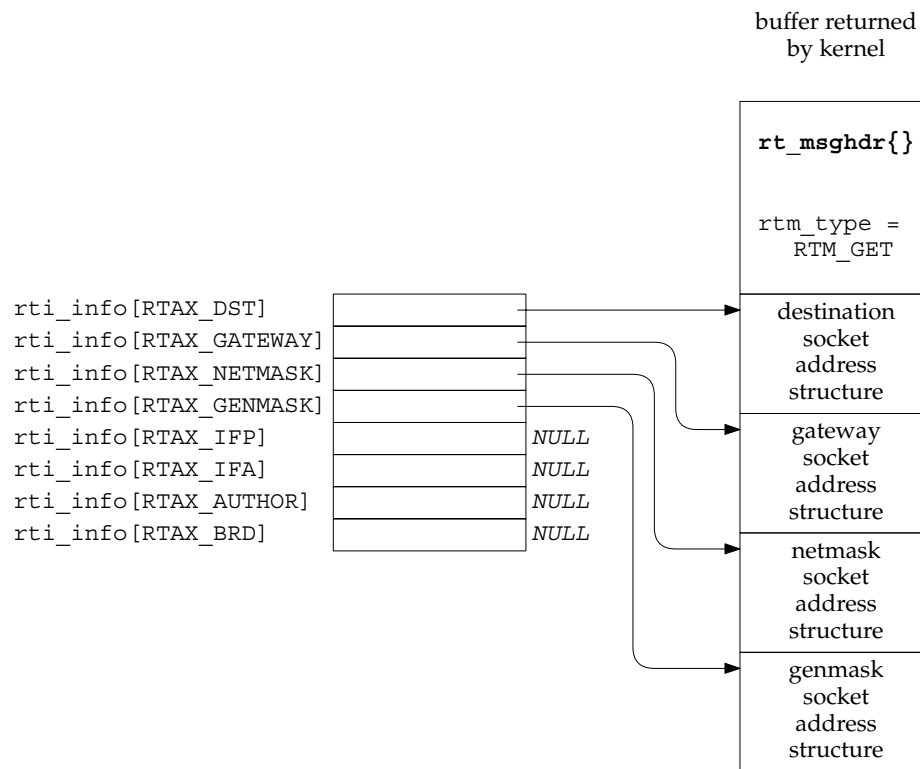 buffer returned
by kernel
rt_msghdr{}
rtm_type =
RTM_GET
rti_info[RTAX_DST]
rti_info[RTAX_GATEWAY]
rti_info[RTAX_NETMASK]
rti_info[RTAX_GENMASK]
rti_info[RTAX_IFP]
NULL
rti_info[RTAX_IFA]
NULL
rti_info[RTAX_AUTHOR]
NULL
rti_info[RTAX_BRD]
NULL
destination
socket
address
structure
gateway
socket
address
structure
netmask
socket
address
structure
genmask
socket
address
structure